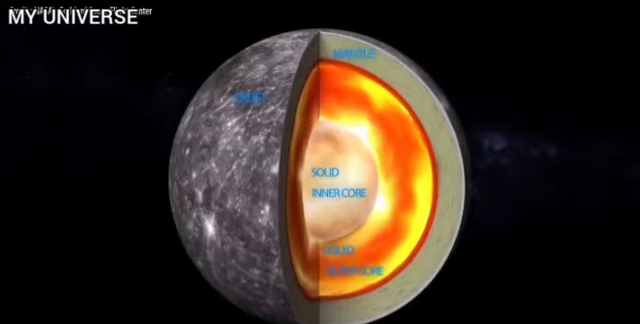 MY UNIVERSE
MANTLE
CRUST
SOLID
INNER CORE
LIQUID
OUTER CORE